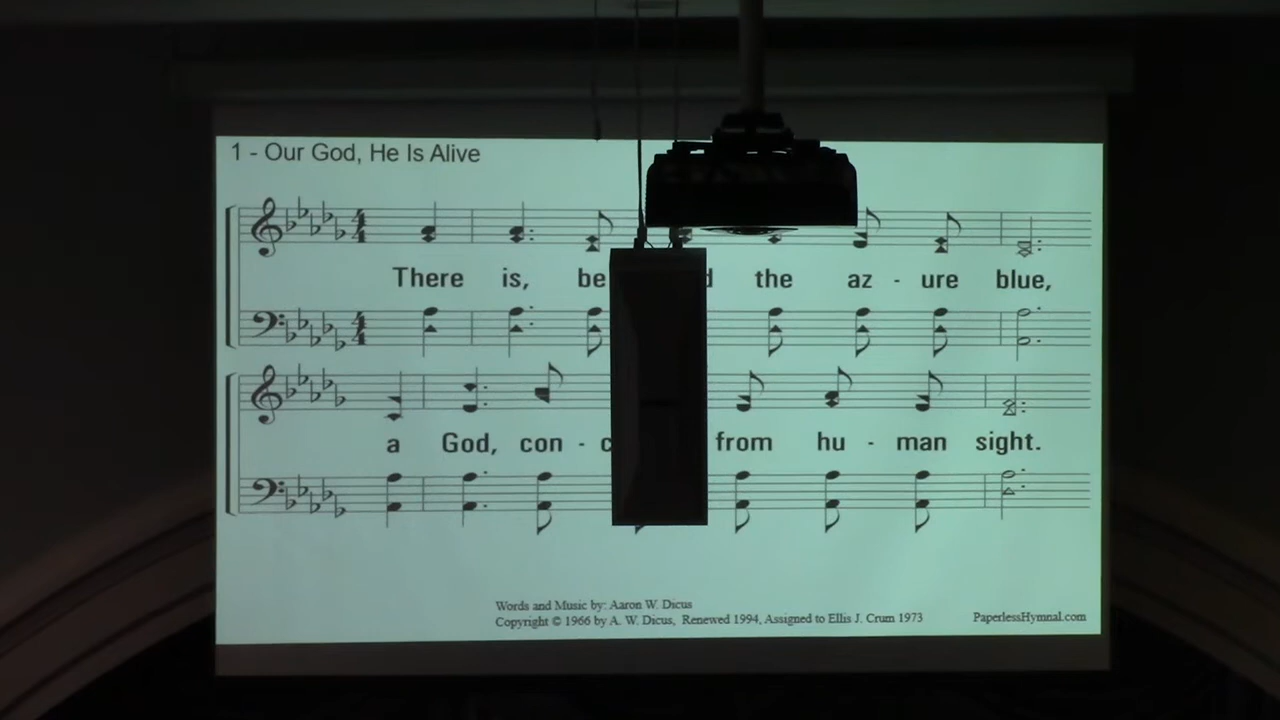 1 - Our God, He Is Alive
There is, be d the az - ure blue,
a God, con - c from hu - man sight.
Words and Music by: Aaron W. Dicus
Copyright © 1966 by A. W. Dicus, Renewed 1994, Assigned to Ellis J. Crum 1973
PaperlessHymnal.com